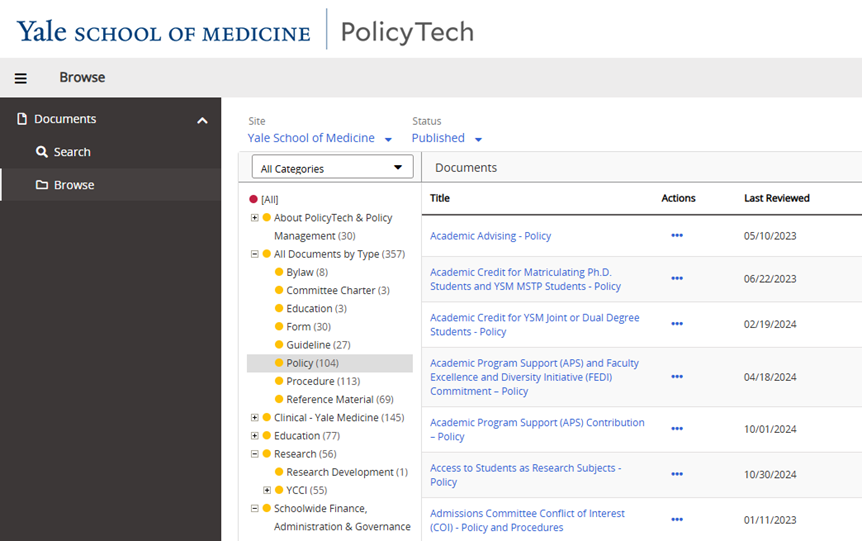 Yale SCHOOL OF MEDICINE PolicyTech
Browse
Documents
Search
Browse
Site Status
Yale School of Medicine Published
All Categories
[All]
About PolicyTech & Policy
Management (30)
All Documents by Type (357)
Bylaw (8)
Committee Charter (3)
Education (3)
Form (30)
Guideline (27)
Policy (104)
Procedure (113)
Reference Material (69)
Clinical - Yale Medicine (145)
Education (77)
Research (56)
Research Development (1)
YCCI (55)
Schoolwide Finance,
Administration & Governance
Documents
Title Actions Last Reviewed
Academic Advising - Policy ••• 05/10/2023
Academic Credit for Matriculating Ph.D.
Students and YSM MSTP Students - Policy ••• 06/22/2023
Academic Credit for YSM Joint or Dual Degree
Students - Policy ••• 02/19/2024
Academic Program Support (APS) and Faculty
Excellence and Diversity Initiative (FEDI) ••• 04/18/2024
Commitment – Policy
Academic Program Support (APS) Contribution
– Policy ••• 10/01/2024
Access to Students as Research Subjects -
Policy ••• 10/30/2024
Admissions Committee Conflict of Interest
(COI) - Policy and Procedures ••• 01/11/2023